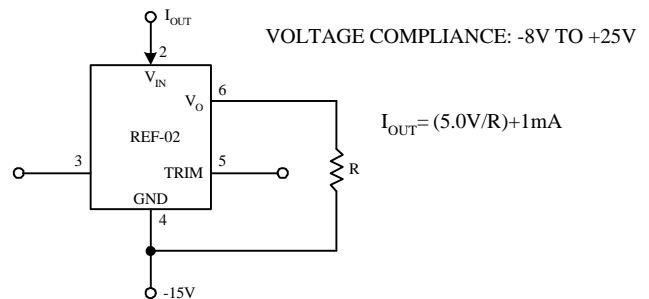 I_OUT
VOLTAGE COMPLIANCE: -8V TO +25V
2
V_IN
6
V_O
I_OUT= (5.0V/R)+1mA
REF-02
3
5
TRIM
R
GND
4
-15V